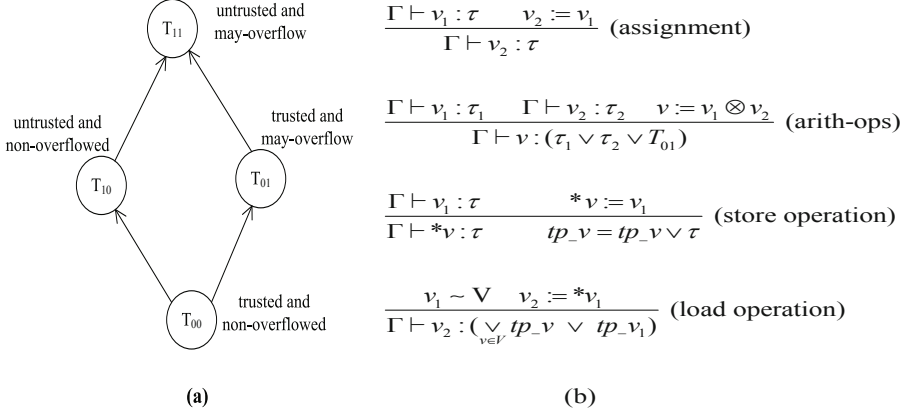 untrusted and
may-overflow
T₁₁
untrusted and
non-overflowed
trusted and
may-overflow
T₁₀
T₀₁
T₀₀
trusted and
non-overflowed
(a)
Γ ⊢ v₁ : τ v₂ := v₁
Γ ⊢ v₂ : τ
(assignment)
Γ ⊢ v₁ : τ₁ Γ ⊢ v₂ : τ₂ v := v₁ ⊗ v₂
Γ ⊢ v : (τ₁ ∨ τ₂ ∨ T₀₁)
(arith-ops)
Γ ⊢ v₁ : τ * v := v₁
Γ ⊢ *v : τ tp_v = tp_v ∨ τ
(store operation)
v₁ ~ V v₂ := *v₁
Γ ⊢ v₂ : ( ∨ tp_v ∨ tp_v₁)
v∈V
(load operation)
(b)